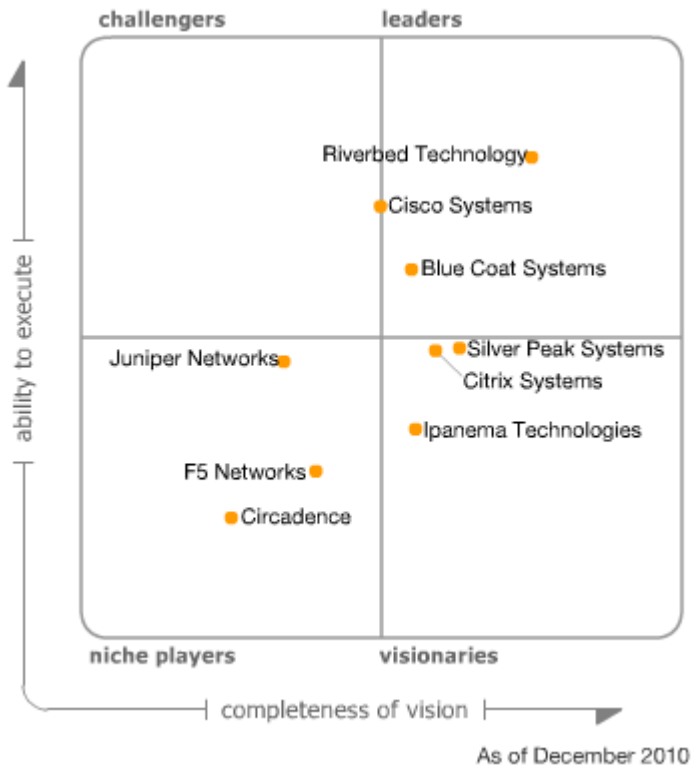 challengers
leaders
Riverbed Technology
Cisco Systems
Blue Coat Systems
ability to execute
Juniper Networks
Silver Peak Systems
Citrix Systems
Ipanema Technologies
F5 Networks
Circadence
niche players
visionaries
completeness of vision
As of December 2010